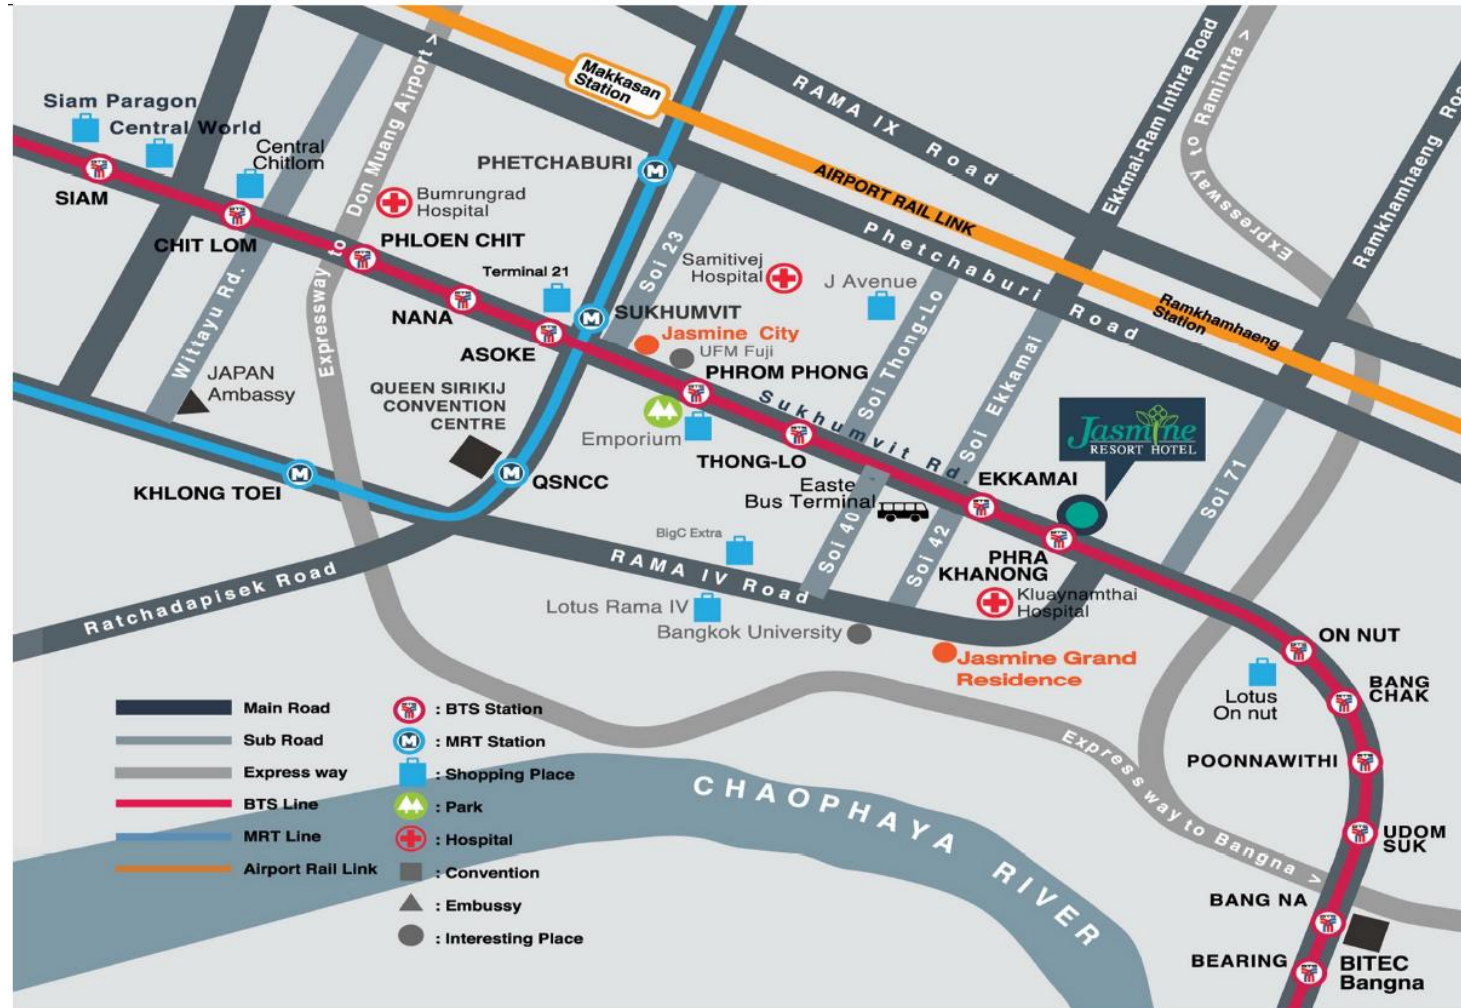 Siam Paragon
Central World
Central
Chitlom
SIAM
CHIT LOM
PHLOEN CHIT
NANA
ASOKE
Wittayu Rd.
JAPAN
Ambassy
KHLONG TOEI
Ratchadapisek Road
Expressway to Don Muang Airport >
Bumrungrad
Hospital
Terminal 21
PHETCHABURI
Makkasan
Station
SUKHUMVIT
Soi 23
Jasmine City
UFM Fuji
PHROM PHONG
QUEEN SIRIKIJ
CONVENTION
CENTRE
QSNCC
Emporium
Samitivej
Hospital
J Avenue
AIRPORT RAIL LINK
RAMA IX Road
Phetchaburi Road
Ekkmai-Ram Inthra Road
Expressway to Ramintra >
Ramkhamhaeng Roa
Ramkhamhaeng
Station
Soi Thong-Lo
Soi Ekkamai
Soi 71
Sukhumvit Rd.
THONG-LO
Easte
Bus Terminal
Soi 40
Soi 42
EKKAMAI
Jasmine
RESORT HOTEL
PHRA
KHANONG
Kluaynamthai
Hospital
BigC Extra
RAMA IV Road
Lotus Rama IV
Bangkok University
Jasmine Grand
Residence
ON NUT
Lotus
On nut
BANG
CHAK
POONNAWITHI
UDOM
SUK
BANG NA
BEARING
BITEC
Bangna
Expressway to Bangna >
CHAOPHAYA RIVER
Main Road
Sub Road
Express way
BTS Line
MRT Line
Airport Rail Link
: BTS Station
: MRT Station
: Shopping Place
: Park
: Hospital
: Convention
: Embussy
: Interesting Place